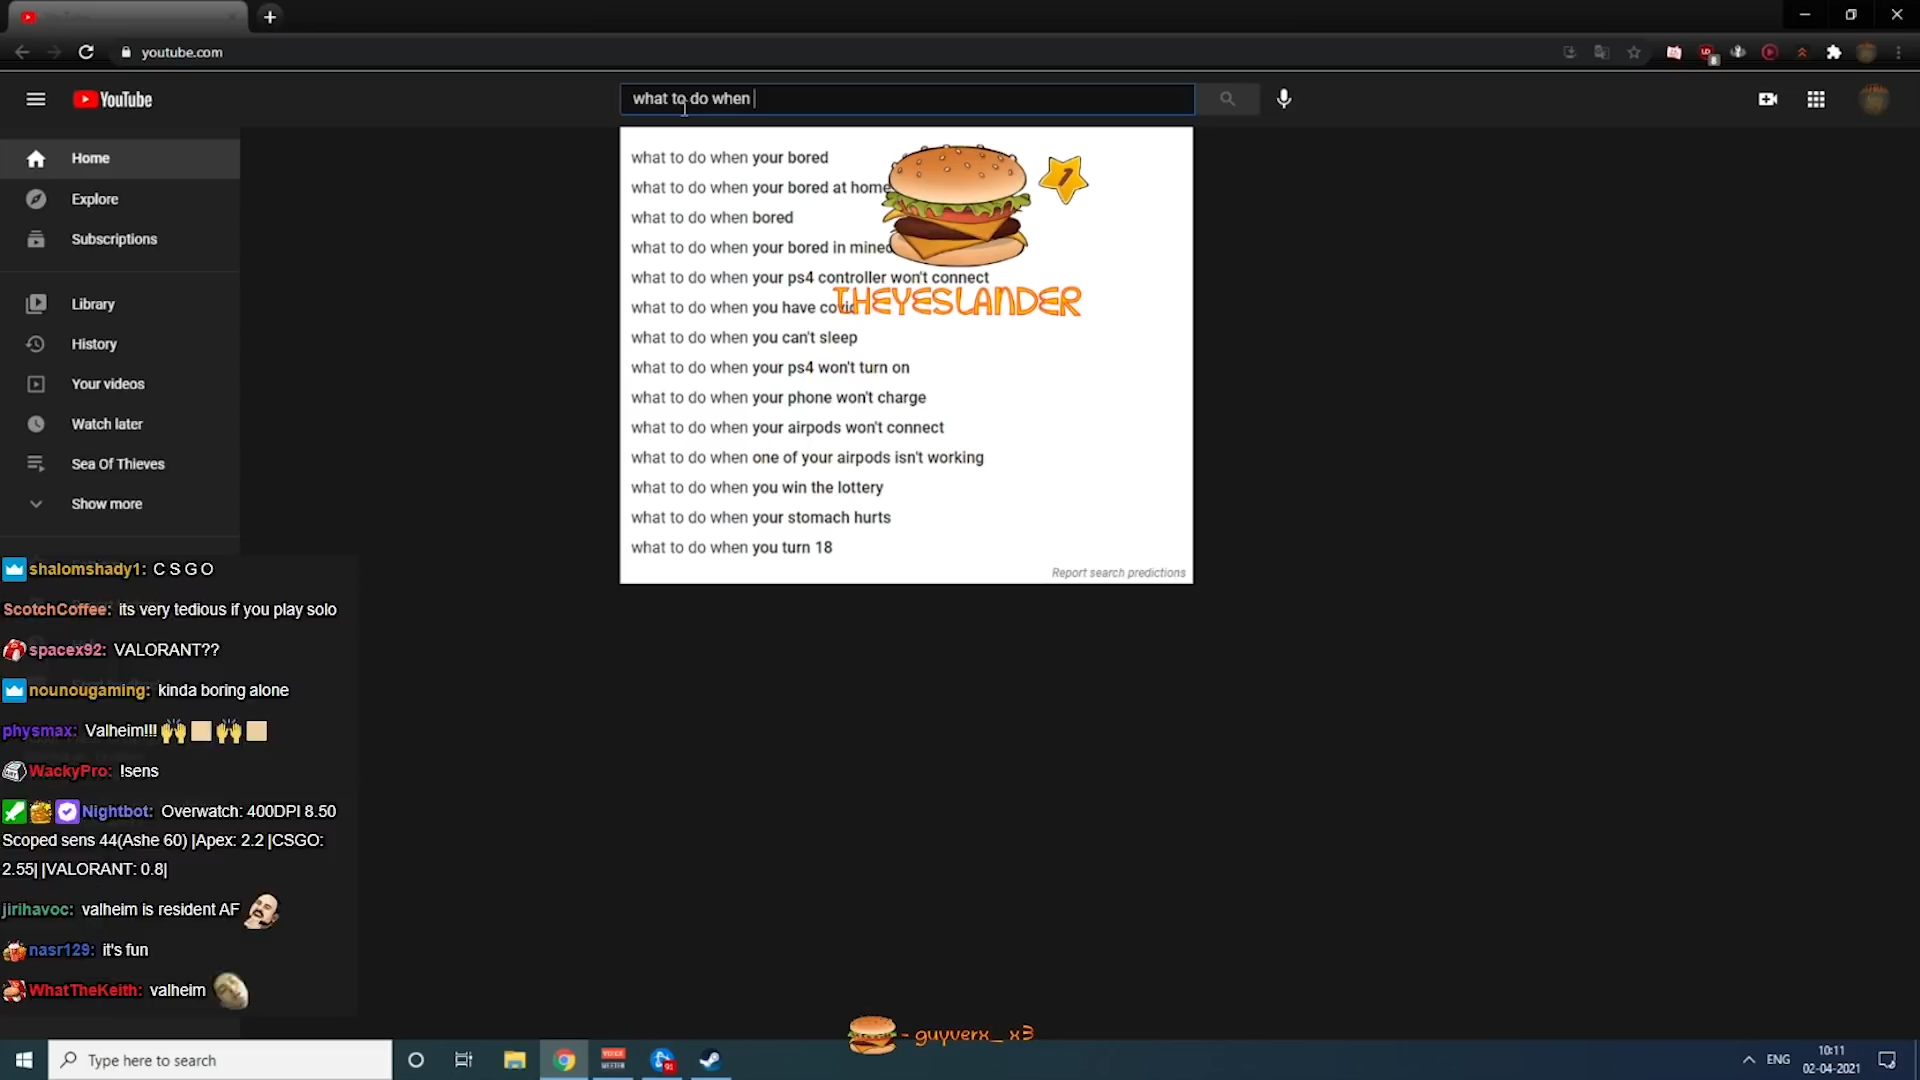 youtube.com
YouTube
what to do when
Home
Explore
Subscriptions
Library
History
Your videos
Watch later
Sea Of Thieves
Show more
what to do when your bored
what to do when your bored at home
what to do when bored
what to do when your bored in minec
what to do when your ps4 controller won't connect
what to do when you have covid
what to do when you can't sleep
what to do when your ps4 won't turn on
what to do when your phone won't charge
what to do when your airpods won't connect
what to do when one of your airpods isn't working
what to do when you win the lottery
what to do when your stomach hurts
what to do when you turn 18
Report search predictions
1
THEYESLANDER
shalomshady1: C S G O
ScotchCoffee: its very tedious if you play solo
spacex92: VALORANT??
nounougaming: kinda boring alone
physmax: Valheim!!!
WackyPro: !sens
Nightbot: Overwatch: 400DPI 8.50
Scoped sens 44(Ashe 60) |Apex: 2.2 |CSGO:
2.55| |VALORANT: 0.8|
jirihavoc: valheim is resident AF
nasr129: it's fun
WhatTheKeith: valheim
- guyverx_ x3
Type here to search
91
ENG
10:11
02-04-2021